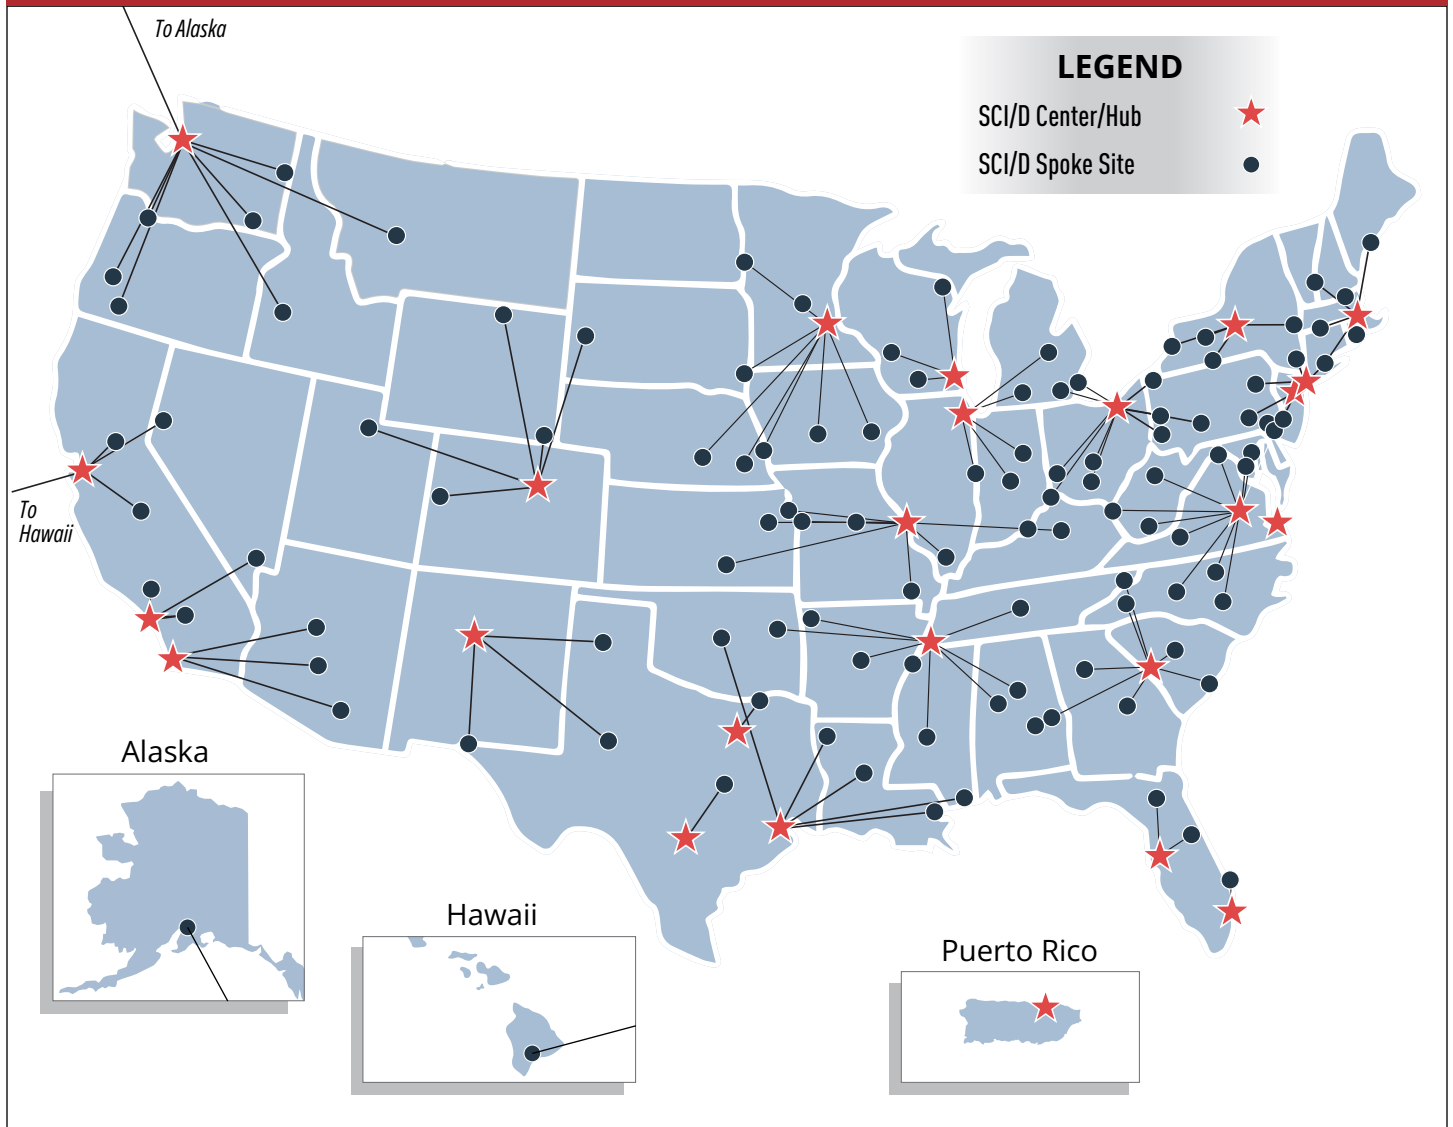 To Alaska
LEGEND
SCI/D Center/Hub
SCI/D Spoke Site
To
Hawaii
Alaska
Hawaii
Puerto Rico